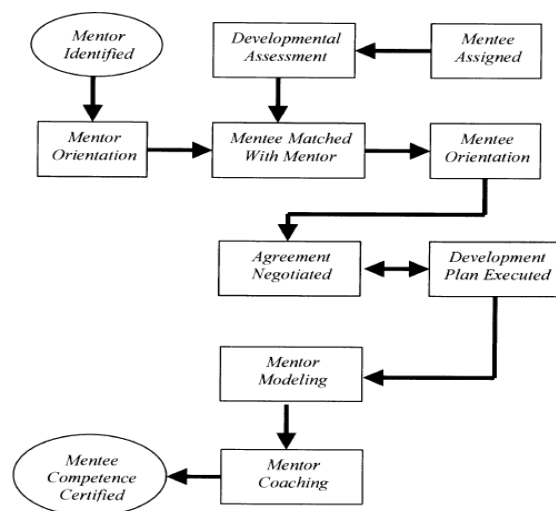 Mentor
Identified
Developmental
Assessment
Mentee
Assigned
Mentor
Orientation
Mentee Matched
With Mentor
Mentee
Orientation
Agreement
Negotiated
Development
Plan Executed
Mentor
Modeling
Mentor
Coaching
Mentee
Competence
Certified